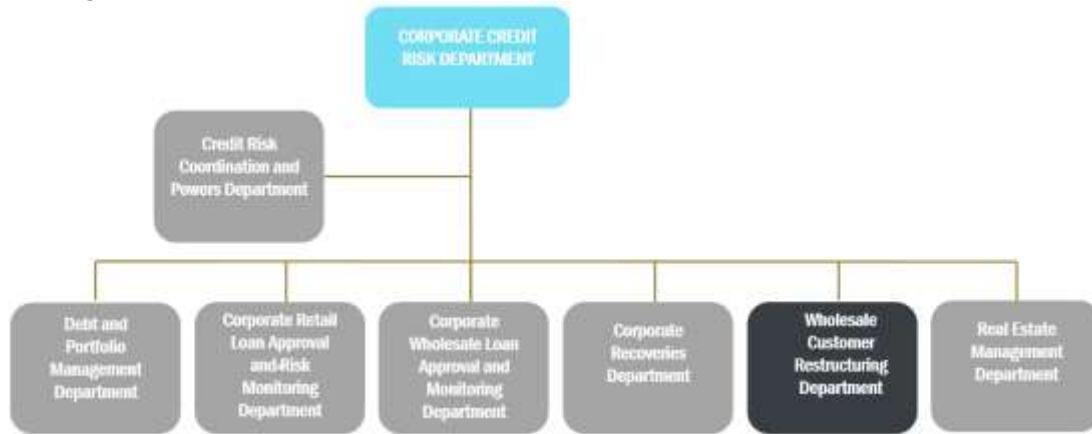 CORPORATE CREDIT
RISK DEPARTMENT
Credit Risk
Coordination and
Powers Department
Debt and
Portfolio
Management
Department
Corporate Retail
Loan Approval
and-Risk
Monitoring
Department
Corporate
Wholesale Loan
Approval and
Monitoring
Department
Corporate
Recoveries
Department
Wholesale
Customer
Restructuring
Department
Real Estate
Management
Department